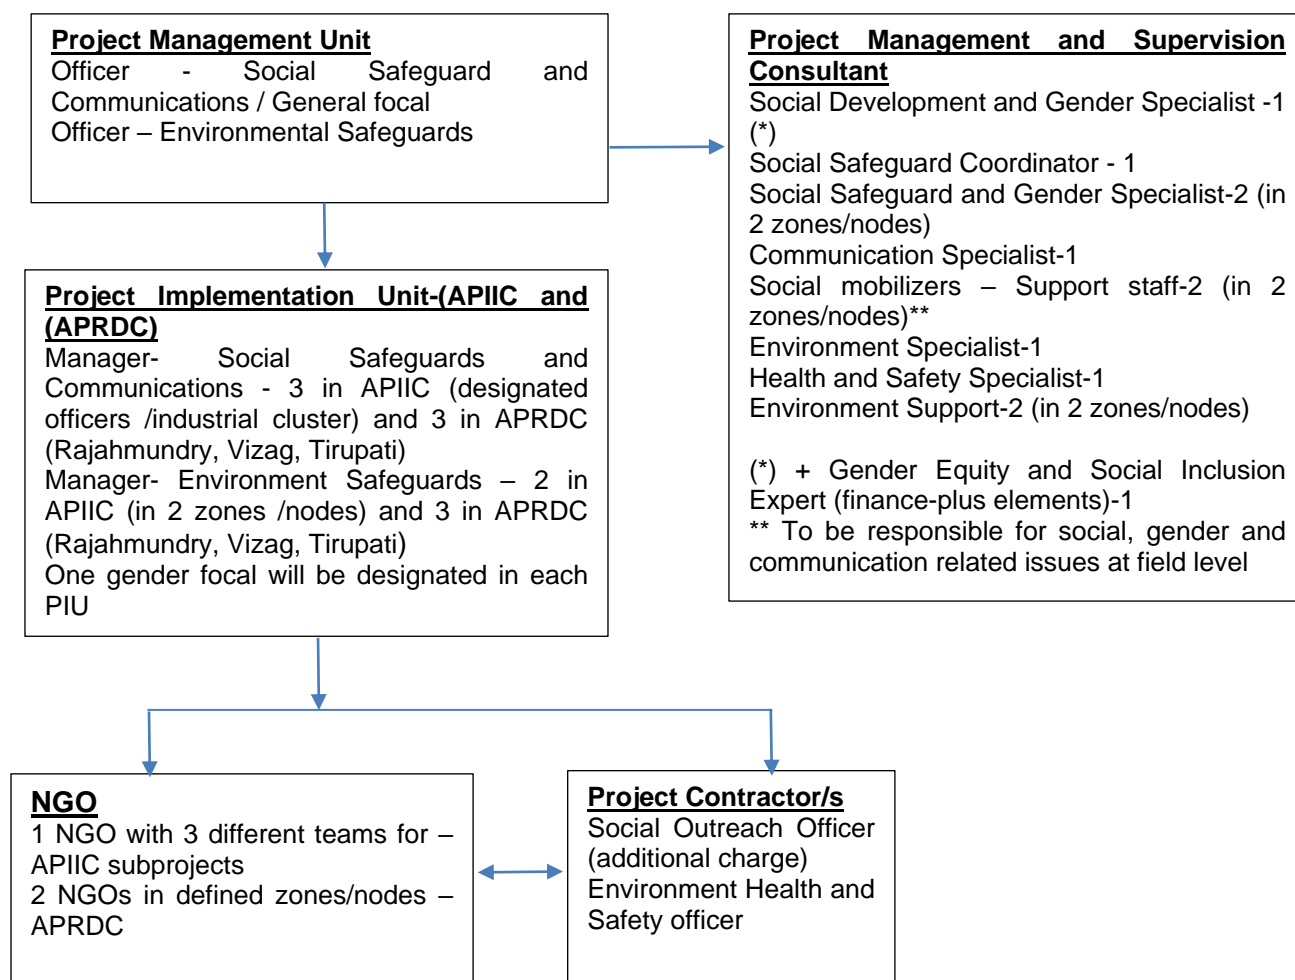 Project Management Unit
Officer - Social Safeguard and
Communications / General focal
Officer – Environmental Safeguards
Project Management and Supervision
Consultant
Social Development and Gender Specialist -1
(*)
Social Safeguard Coordinator - 1
Social Safeguard and Gender Specialist-2 (in
2 zones/nodes)
Communication Specialist-1
Social mobilizers – Support staff-2 (in 2
zones/nodes)**
Environment Specialist-1
Health and Safety Specialist-1
Environment Support-2 (in 2 zones/nodes)
(*) + Gender Equity and Social Inclusion
Expert (finance-plus elements)-1
** To be responsible for social, gender and
communication related issues at field level
Project Implementation Unit-(APIIC and
(APRDC)
Manager- Social Safeguards and
Communications - 3 in APIIC (designated
officers /industrial cluster) and 3 in APRDC
(Rajahmundry, Vizag, Tirupati)
Manager- Environment Safeguards – 2 in
APIIC (in 2 zones /nodes) and 3 in APRDC
(Rajahmundry, Vizag, Tirupati)
One gender focal will be designated in each
PIU
NGO
1 NGO with 3 different teams for –
APIIC subprojects
2 NGOs in defined zones/nodes –
APRDC
Project Contractor/s
Social Outreach Officer
(additional charge)
Environment Health and
Safety officer